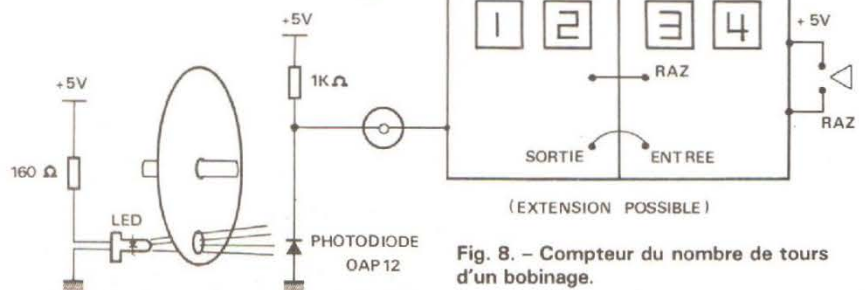 1 2 3 4
+5V
+5V
+ 5V
1KΩ
RAZ
RAZ
160 Ω
SORTIE
ENTREE
LED
(EXTENSION POSSIBLE)
PHOTODIODE
OAP12
Fig. 8. – Compteur du nombre de tours
d'un bobinage.